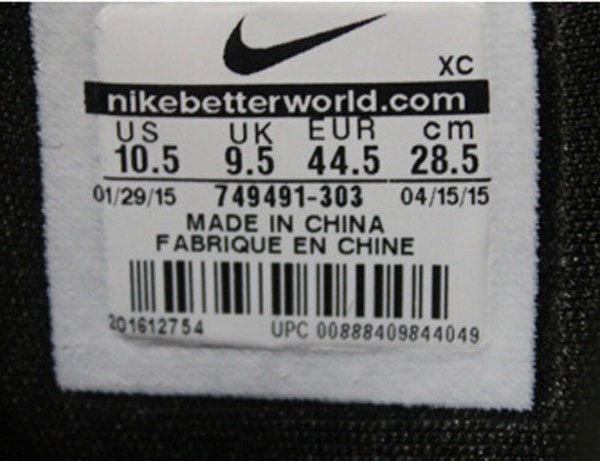 XC
nikebetterworld.com
US UK EUR cm
10.5 9.5 44.5 28.5
01/29/15 749491-303 04/15/15
MADE IN CHINA
FABRIQUE EN CHINE
201612754 UPC 00888409844049